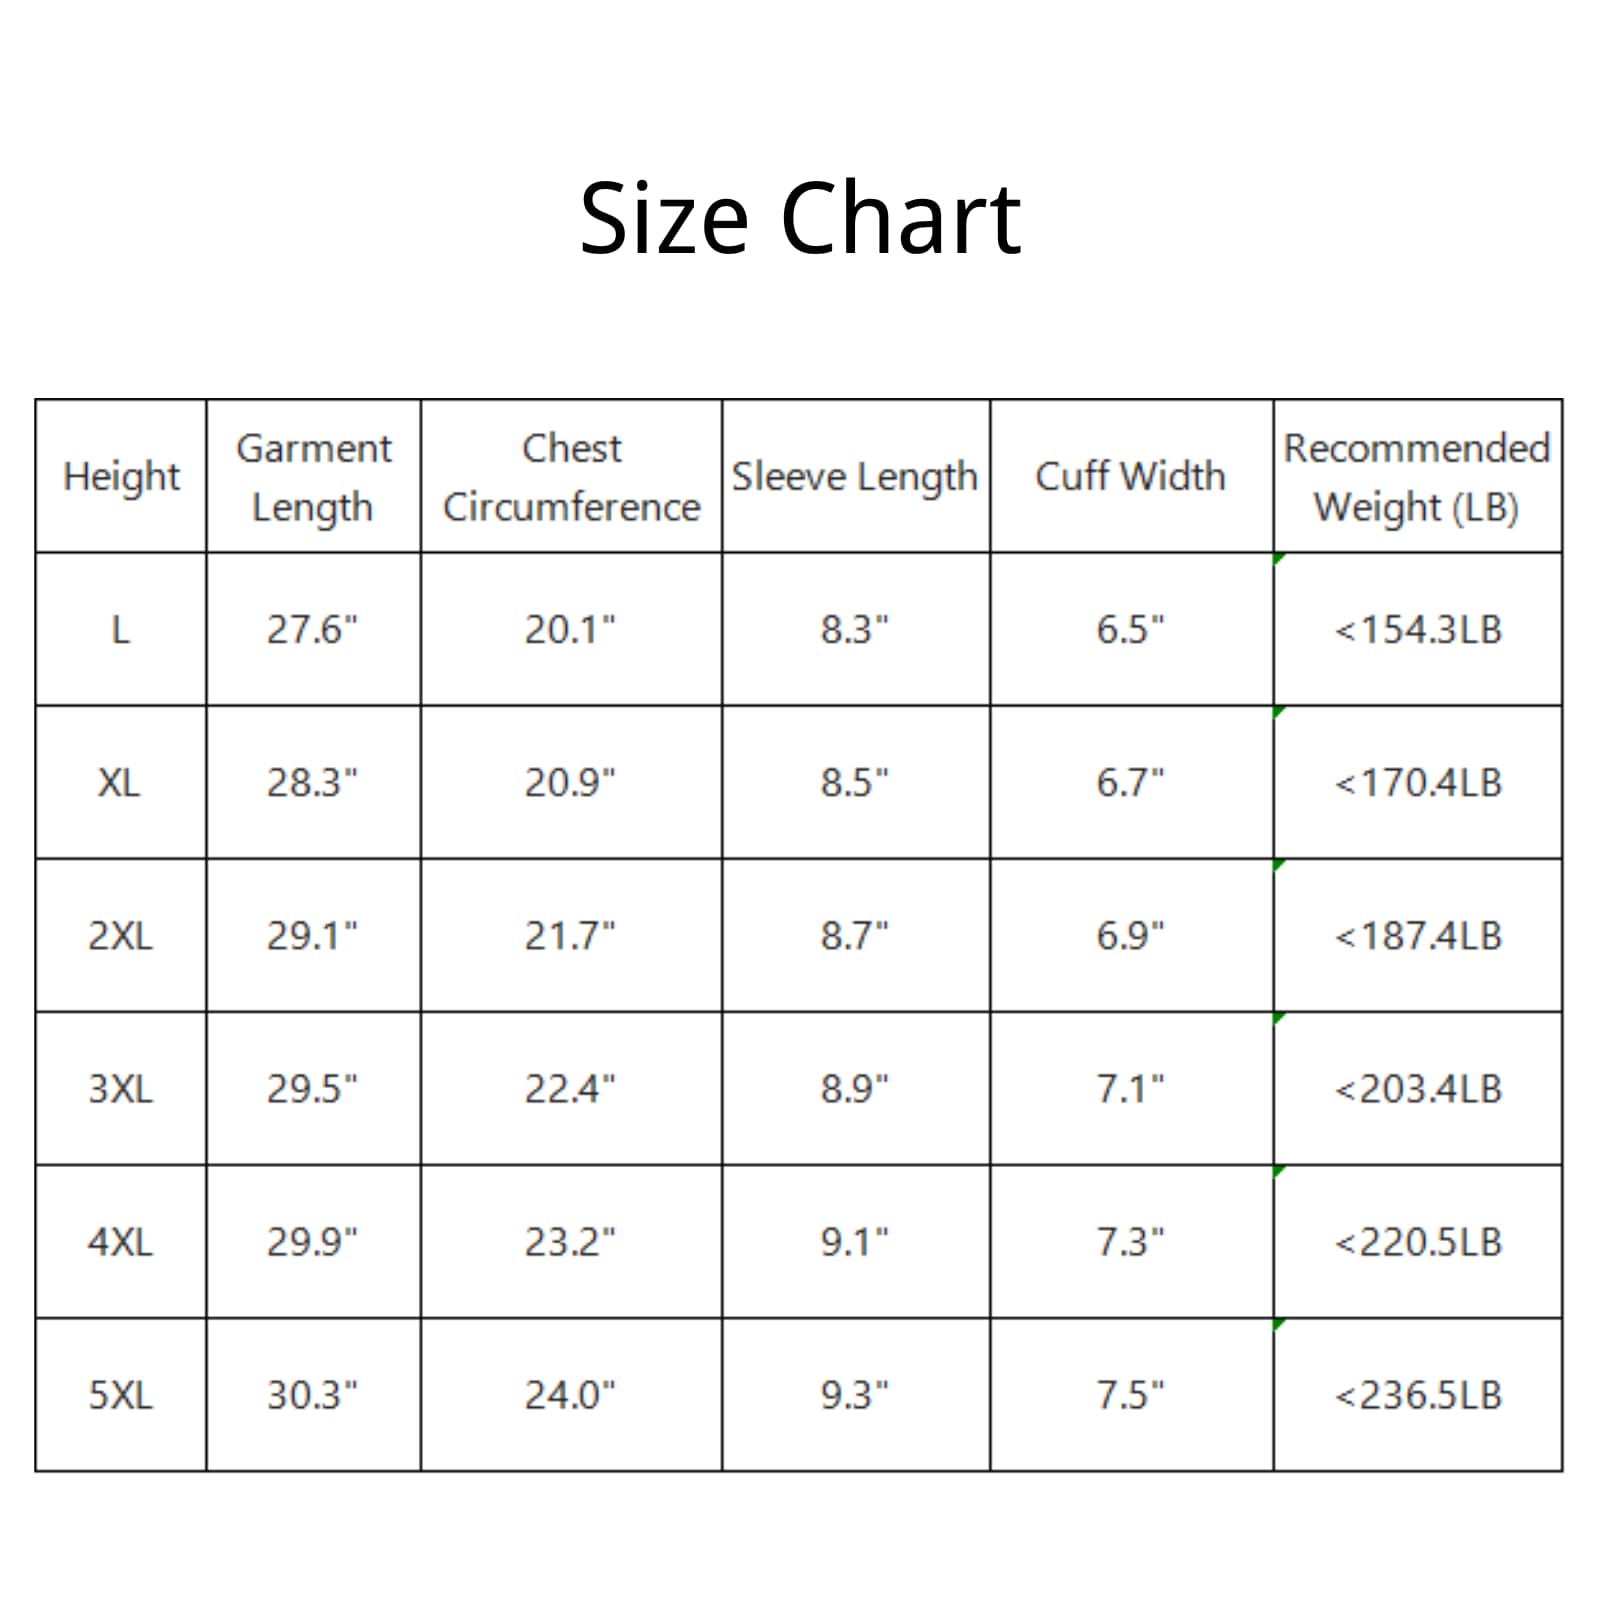 Size Chart
Height Garment Length Chest Circumference Sleeve Length Cuff Width Recommended Weight (LB)
L 27.6" 20.1" 8.3" 6.5" <154.3LB
XL 28.3" 20.9" 8.5" 6.7" <170.4LB
2XL 29.1" 21.7" 8.7" 6.9" <187.4LB
3XL 29.5" 22.4" 8.9" 7.1" <203.4LB
4XL 29.9" 23.2" 9.1" 7.3" <220.5LB
5XL 30.3" 24.0" 9.3" 7.5" <236.5LB